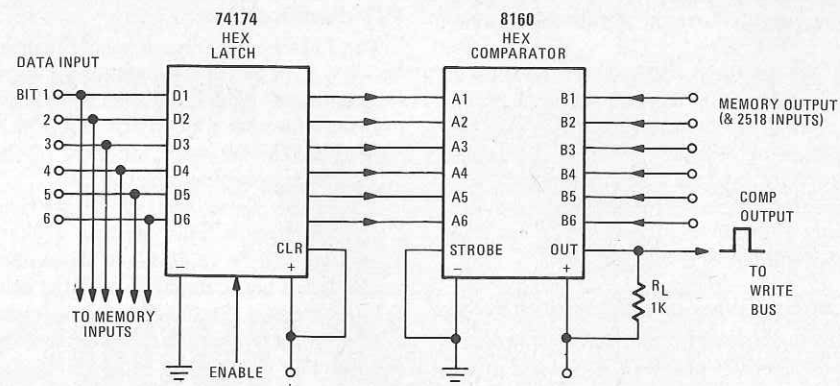 74174
HEX
LATCH
8160
HEX
COMPARATOR
DATA INPUT
BIT 1
2
3
4
5
6
D1
D2
D3
D4
D5
D6
CLR
−
+
A1
A2
A3
A4
A5
A6
STROBE
−
B1
B2
B3
B4
B5
B6
OUT
+
MEMORY OUTPUT
(& 2518 INPUTS)
COMP
OUTPUT
TO
WRITE
BUS
RL
1K
TO MEMORY
INPUTS
ENABLE